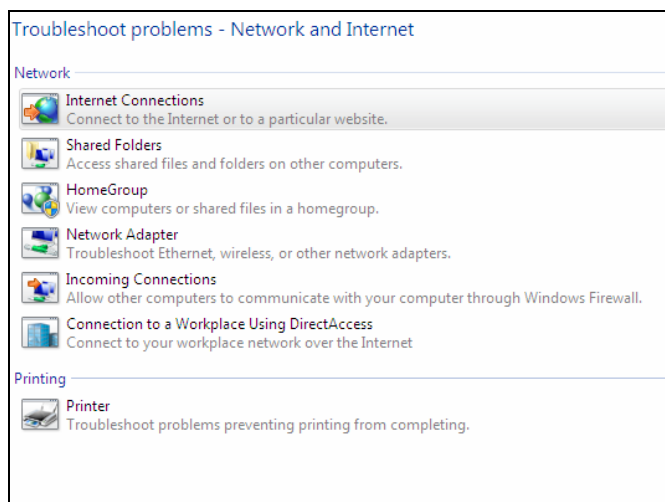 Troubleshoot problems - Network and Internet
Network
Internet Connections
Connect to the Internet or to a particular website.
Shared Folders
Access shared files and folders on other computers.
HomeGroup
View computers or shared files in a homegroup.
Network Adapter
Troubleshoot Ethernet, wireless, or other network adapters.
Incoming Connections
Allow other computers to communicate with your computer through Windows Firewall.
Connection to a Workplace Using DirectAccess
Connect to your workplace network over the Internet
Printing
Printer
Troubleshoot problems preventing printing from completing.